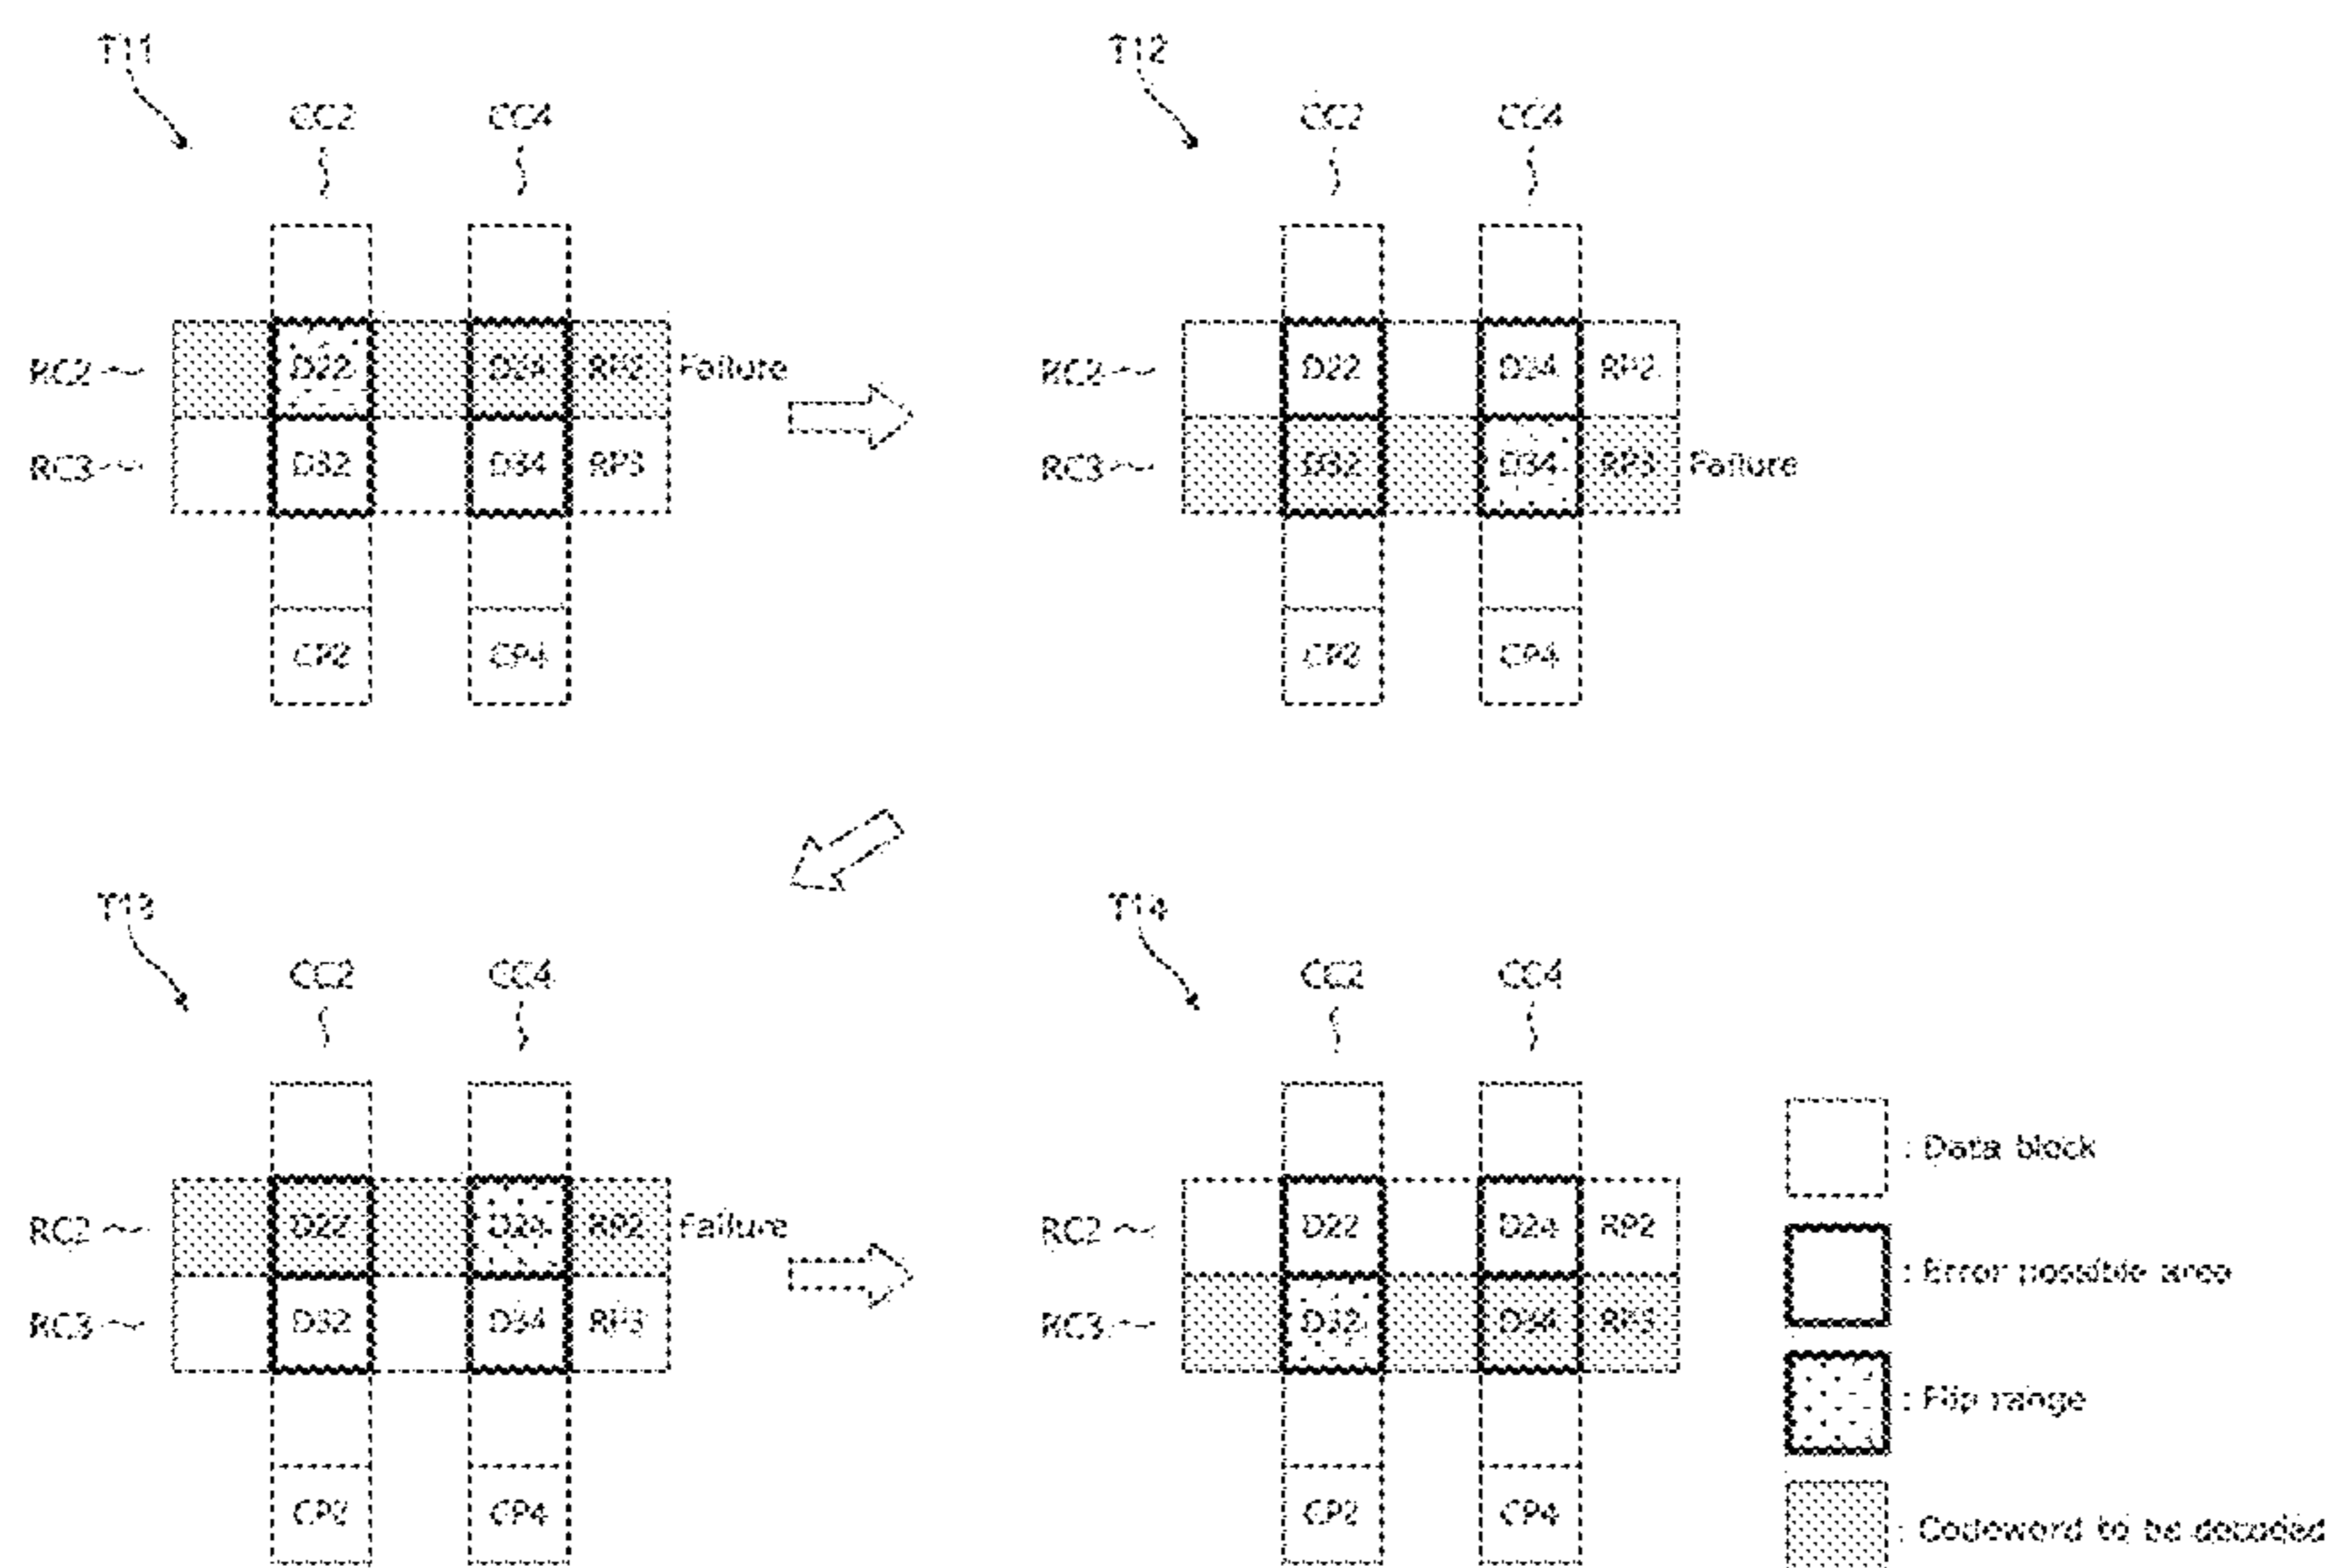 T11
CC2 CC4
RC2 D22 D24 RP2 Failure
RC3 D32 D34 RP3
CP2 CP4
T12
CC2 CC4
RC2 D22 D34 RP2
RC3 D32 D34 RP3 Failure
CP2 CP4
T13
CC2 CC4
RC2 D22 D24 RP2 Failure
RC3 D32 D34 RP3
CP2 CP4
T14
CC2 CC4
RC2 D22 D24 RP2
RC3 D32 D34 RP3
CP2 CP4
: Data block
: Error possible area
: Flip range
: Codeword to be decoded